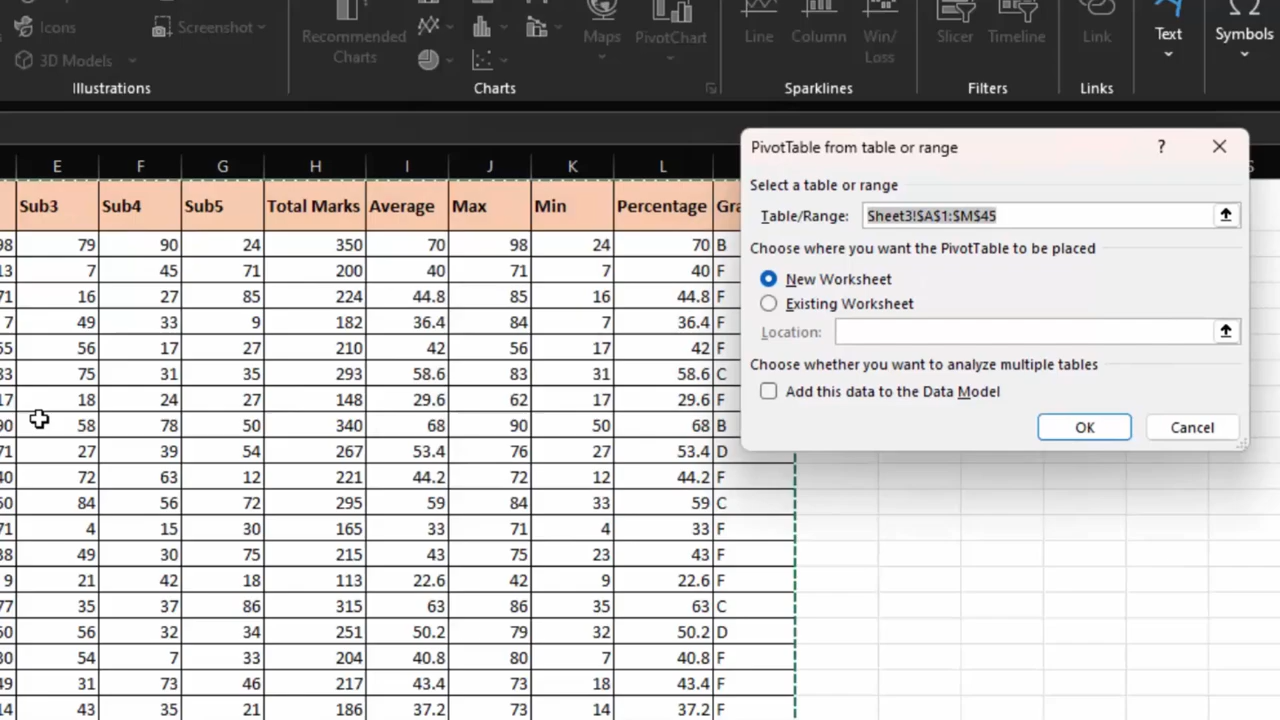 Icons
Screenshot
3D Models
Illustrations
Recommended
Charts
Maps
PivotChart
Charts
Line
Column
Win/
Loss
Sparklines
Slicer
Timeline
Filters
Link
Links
Text
Symbols
E F G H I J K L S
Sub3 Sub4 Sub5 Total Marks Average Max Min Percentage Gra
98 79 90 24 350 70 98 24 70 B
13 7 45 71 200 40 71 7 40 F
71 16 27 85 224 44.8 85 16 44.8 F
7 49 33 9 182 36.4 84 7 36.4 F
55 56 17 27 210 42 56 17 42 F
83 75 31 35 293 58.6 83 31 58.6 C
17 18 24 27 148 29.6 62 17 29.6 F
90 58 78 50 340 68 90 50 68 B
71 27 39 54 267 53.4 76 27 53.4 D
40 72 63 12 221 44.2 72 12 44.2 F
60 84 56 72 295 59 84 33 59 C
71 4 15 30 165 33 71 4 33 F
38 49 30 75 215 43 75 23 43 F
9 21 42 18 113 22.6 42 9 22.6 F
77 35 37 86 315 63 86 35 63 C
50 56 32 34 251 50.2 79 32 50.2 D
30 54 7 33 204 40.8 80 7 40.8 F
49 31 73 46 217 43.4 73 18 43.4 F
14 43 35 21 186 37.2 73 14 37.2 F
PivotTable from table or range ?
Select a table or range
Table/Range: Sheet3!$A$1:$M$45
Choose where you want the PivotTable to be placed
New Worksheet
Existing Worksheet
Location:
Choose whether you want to analyze multiple tables
Add this data to the Data Model
OK Cancel